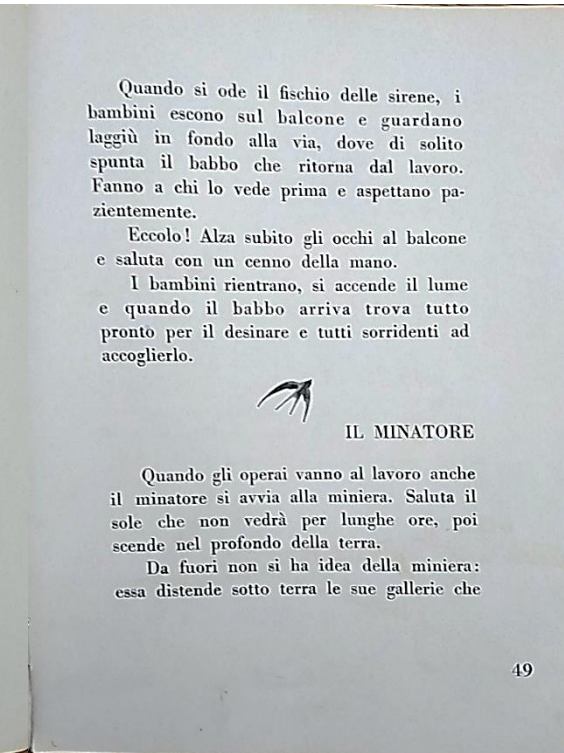 Quando si ode il fischio delle sirene, i
bambini escono sul balcone e guardano
laggiù in fondo alla via, dove di solito
spunta il babbo che ritorna dal lavoro.
Fanno a chi lo vede prima e aspettano pa-
zientemente.
Eccolo! Alza subito gli occhi al balcone
e saluta con un cenno della mano.
I bambini rientrano, si accende il lume
e quando il babbo arriva trova tutto
pronto per il desinare e tutti sorridenti ad
accoglierlo.
IL MINATORE
Quando gli operai vanno al lavoro anche
il minatore si avvia alla miniera. Saluta il
sole che non vedrà per lunghe ore, poi
scende nel profondo della terra.
Da fuori non si ha idea della miniera:
essa distende sotto terra le sue gallerie che
49